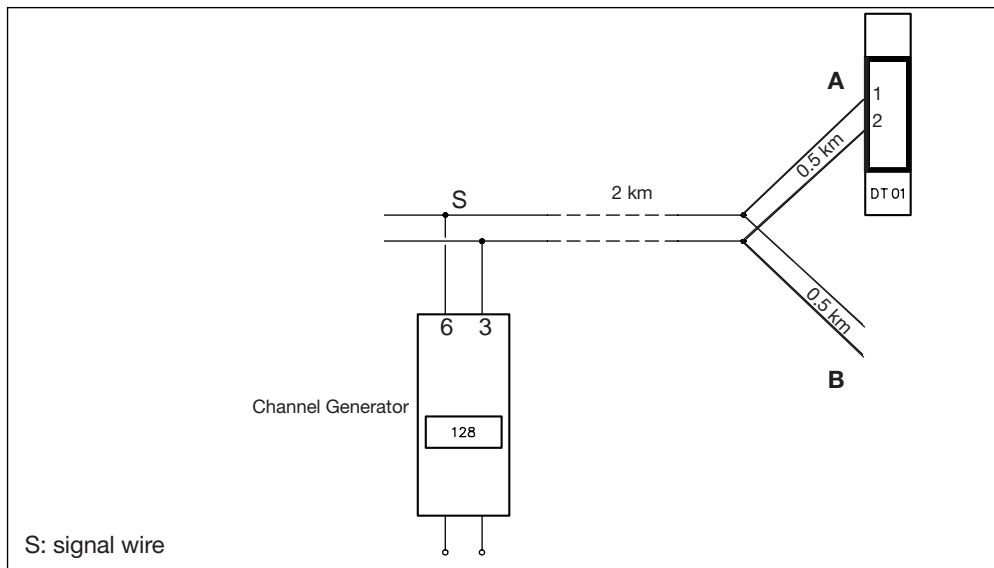 A
1
2
0.5 km
DT 01
S
2 km
0.5 km
B
6 3
Channel Generator
128
S: signal wire